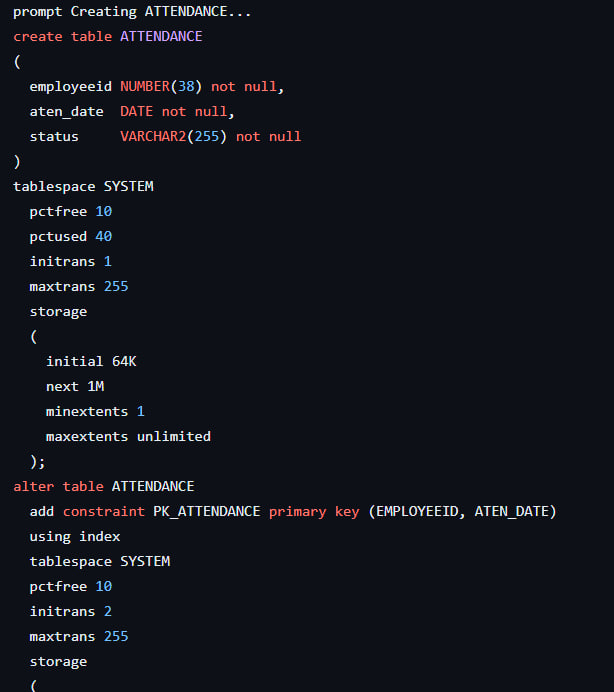 prompt Creating ATTENDANCE...
create table ATTENDANCE
(
  employeeid NUMBER(38) not null,
  aten_date  DATE not null,
  status     VARCHAR2(255) not null
)
tablespace SYSTEM
  pctfree 10
  pctused 40
  initrans 1
  maxtrans 255
  storage
  (
    initial 64K
    next 1M
    minextents 1
    maxextents unlimited
  );
alter table ATTENDANCE
  add constraint PK_ATTENDANCE primary key (EMPLOYEEID, ATEN_DATE)
  using index
  tablespace SYSTEM
  pctfree 10
  initrans 2
  maxtrans 255
  storage
  (